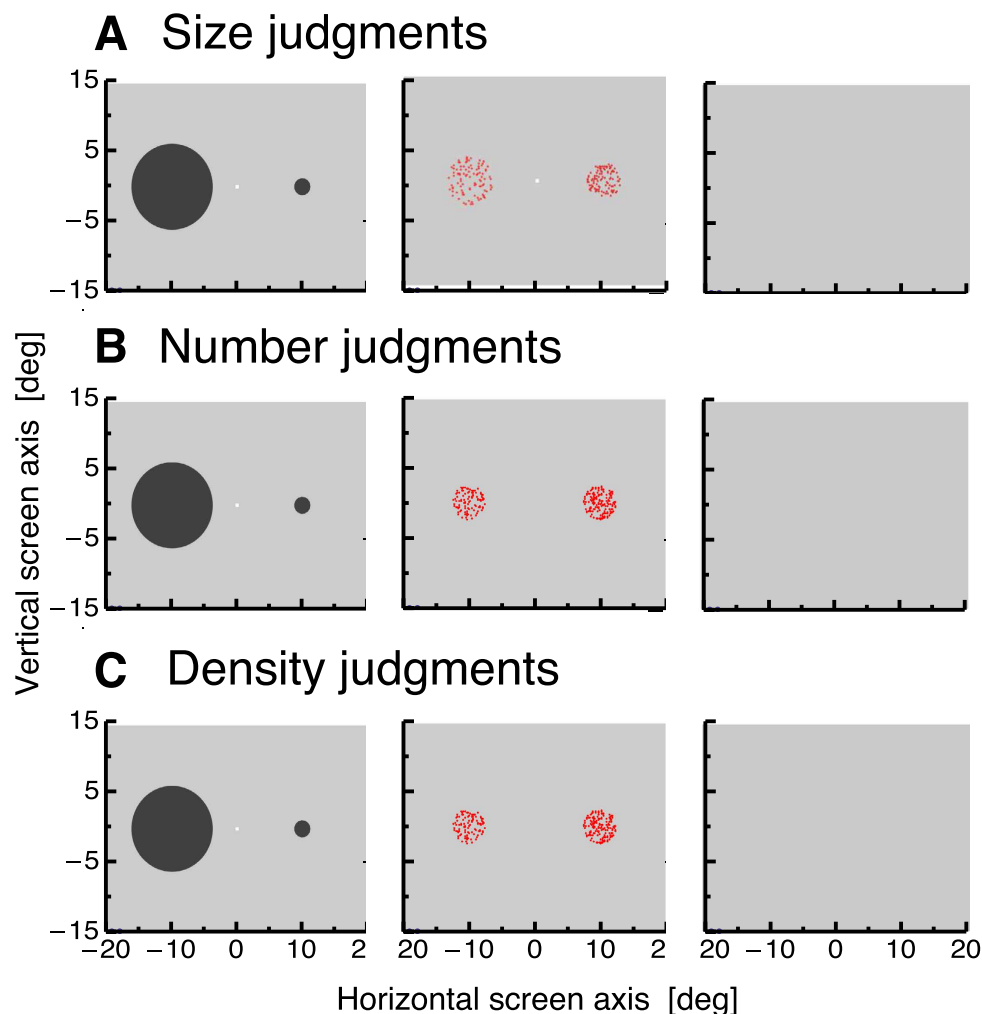 A Size judgments
15
5
−5
−15
B Number judgments
15
5
−5
−15
C Density judgments
15
5
−5
−15
−20 −10 0 10 2
20 −10 0 10 2
20 −10 0 10 20
Vertical screen axis [deg]
Horizontal screen axis [deg]